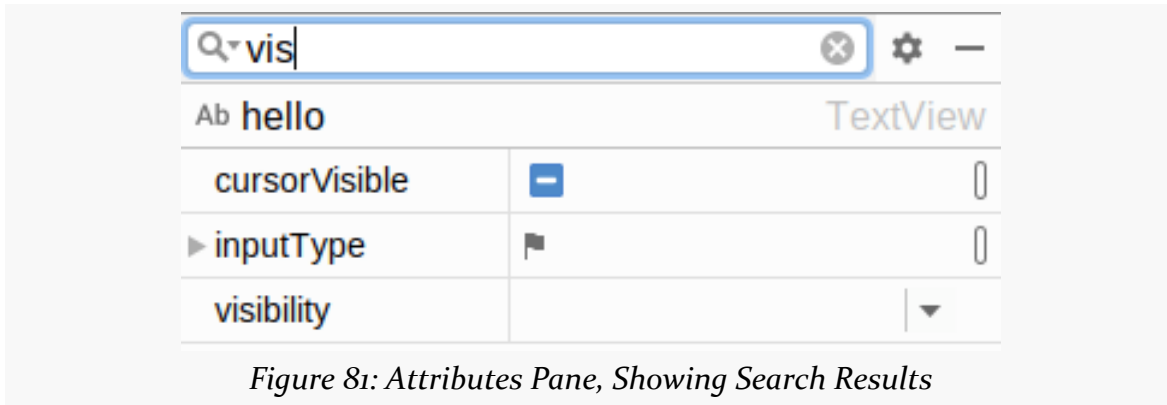 vis
Ab hello TextView
cursorVisible
inputType
visibility
Figure 81: Attributes Pane, Showing Search Results